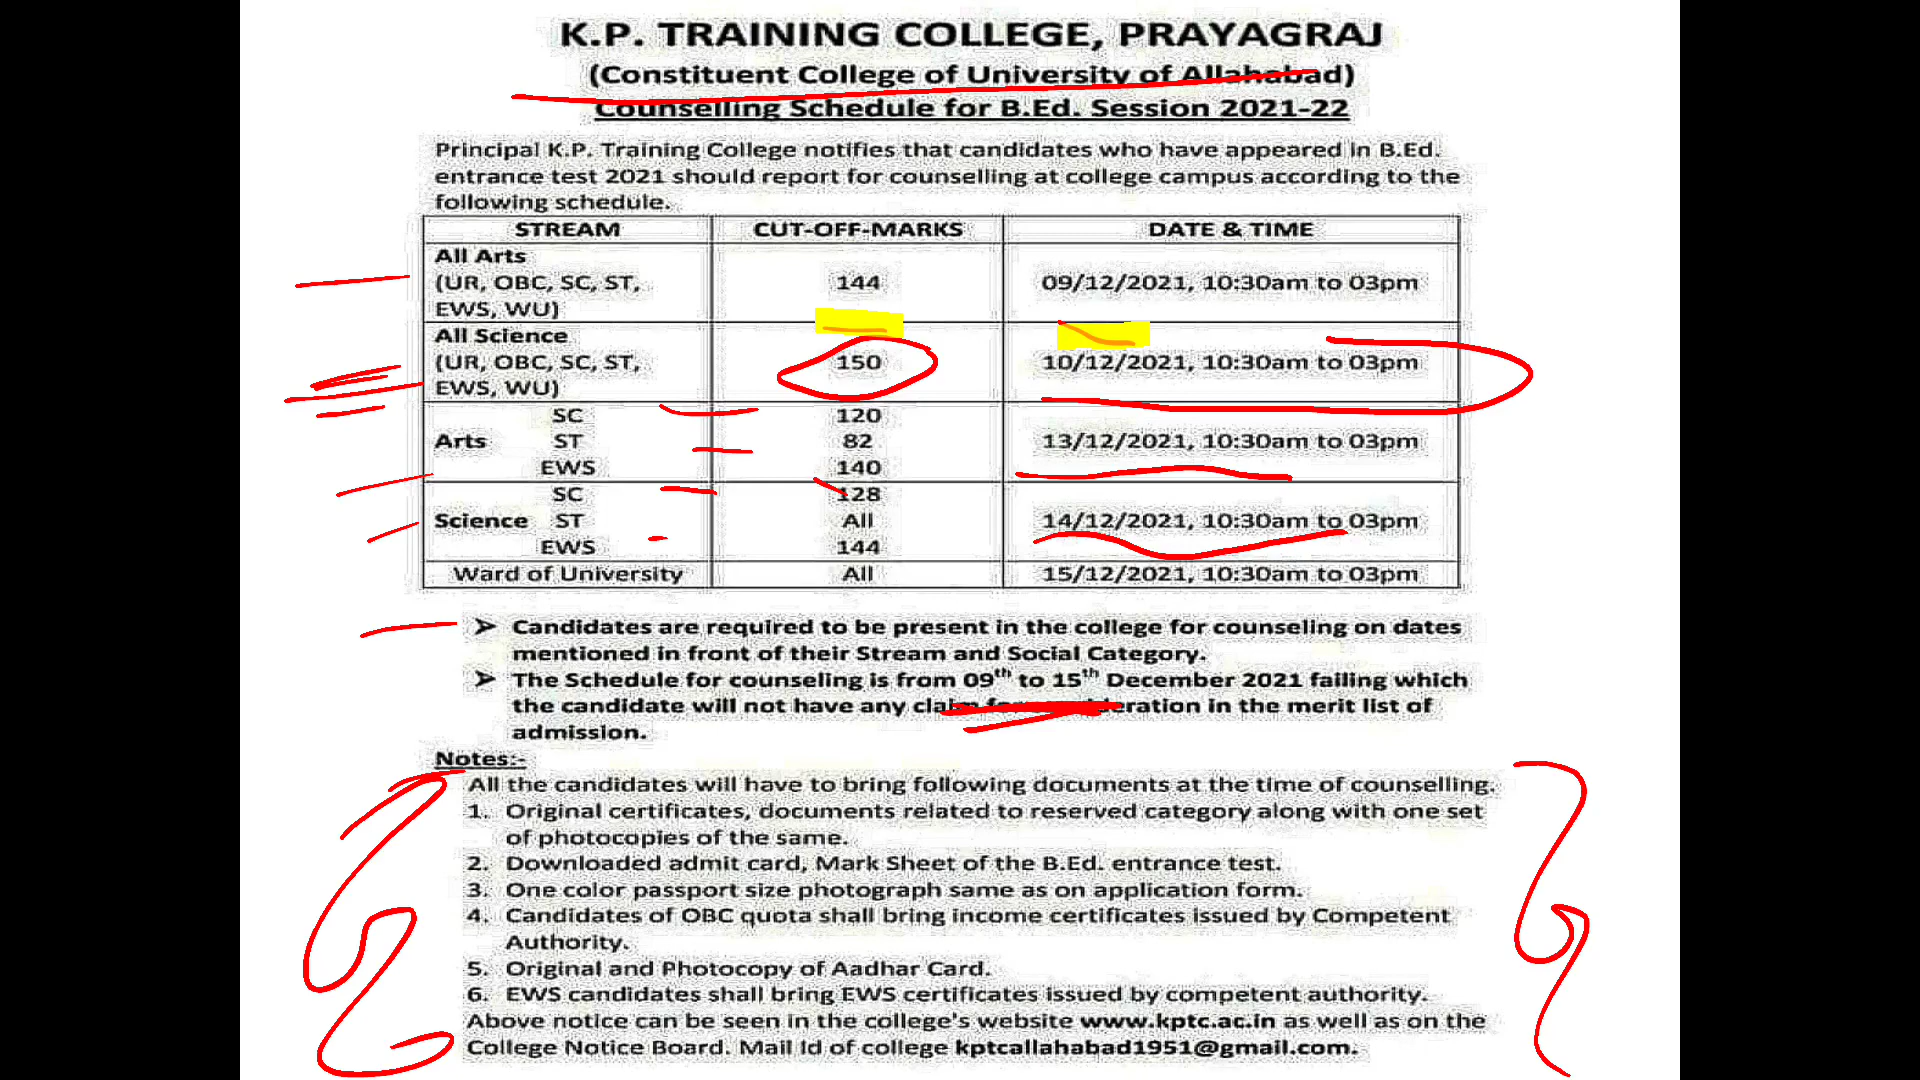 K.P. TRAINING COLLEGE, PRAYAGRAJ
(Constituent College of University of Allahabad)
Counselling Schedule for B.Ed. Session 2021-22
Principal K.P. Training College notifies that candidates who have appeared in B.Ed.
entrance test 2021 should report for counselling at college campus according to the
following schedule.
STREAM CUT-OFF-MARKS DATE & TIME
All Arts
(UR, OBC, SC, ST, 144 09/12/2021, 10:30am to 03pm
EWS, WU)
All Science
(UR, OBC, SC, ST, 150 10/12/2021, 10:30am to 03pm
EWS, WU)
SC 120
Arts ST 82 13/12/2021, 10:30am to 03pm
EWS 140
SC 128
Science ST All 14/12/2021, 10:30am to 03pm
EWS 144
Ward of University All 15/12/2021, 10:30am to 03pm
➤ Candidates are required to be present in the college for counseling on dates
mentioned in front of their Stream and Social Category.
➤ The Schedule for counseling is from 09th to 15th December 2021 failing which
the candidate will not have any claim for consideration in the merit list of
admission.
Notes:-
All the candidates will have to bring following documents at the time of counselling.
1. Original certificates, documents related to reserved category along with one set
of photocopies of the same.
2. Downloaded admit card, Mark Sheet of the B.Ed. entrance test.
3. One color passport size photograph same as on application form.
4. Candidates of OBC quota shall bring income certificates issued by Competent
Authority.
5. Original and Photocopy of Aadhar Card.
6. EWS candidates shall bring EWS certificates issued by competent authority.
Above notice can be seen in the college's website www.kptc.ac.in as well as on the
College Notice Board. Mail Id of college kptcallahabad1951@gmail.com.